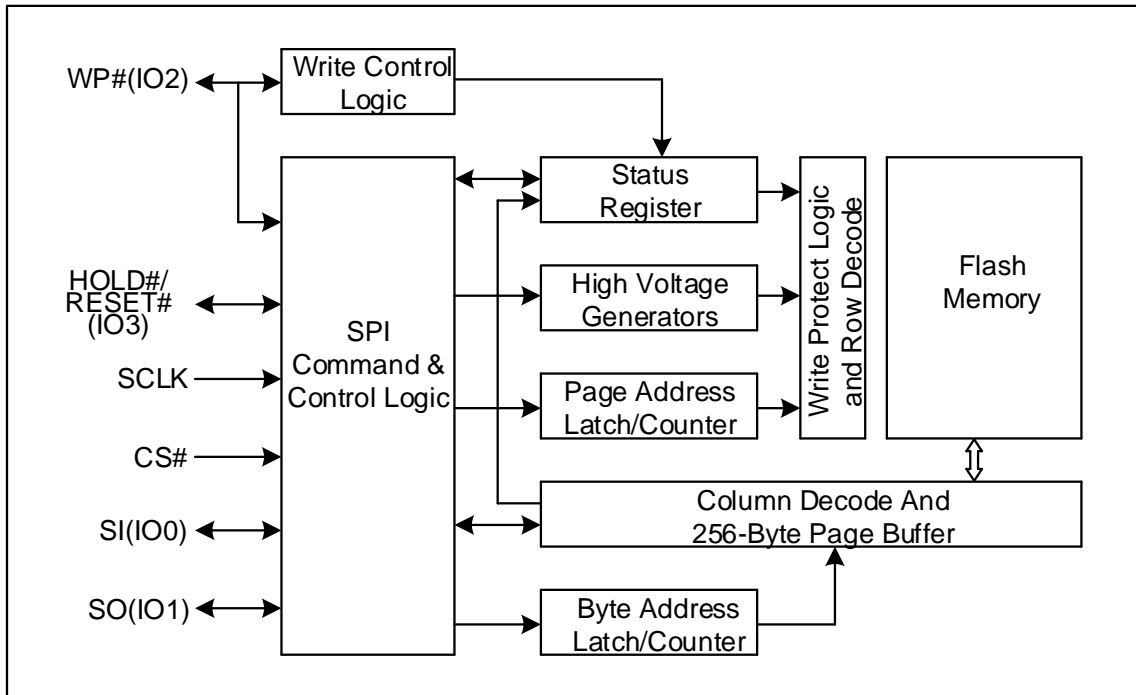 WP#(IO2)
Write Control
Logic
HOLD#/
RESET#
(IO3)
SCLK
CS#
SI(IO0)
SO(IO1)
SPI
Command &
Control Logic
Status
Register
High Voltage
Generators
Page Address
Latch/Counter
Write Protect Logic
and Row Decode
Flash
Memory
Column Decode And
256-Byte Page Buffer
Byte Address
Latch/Counter